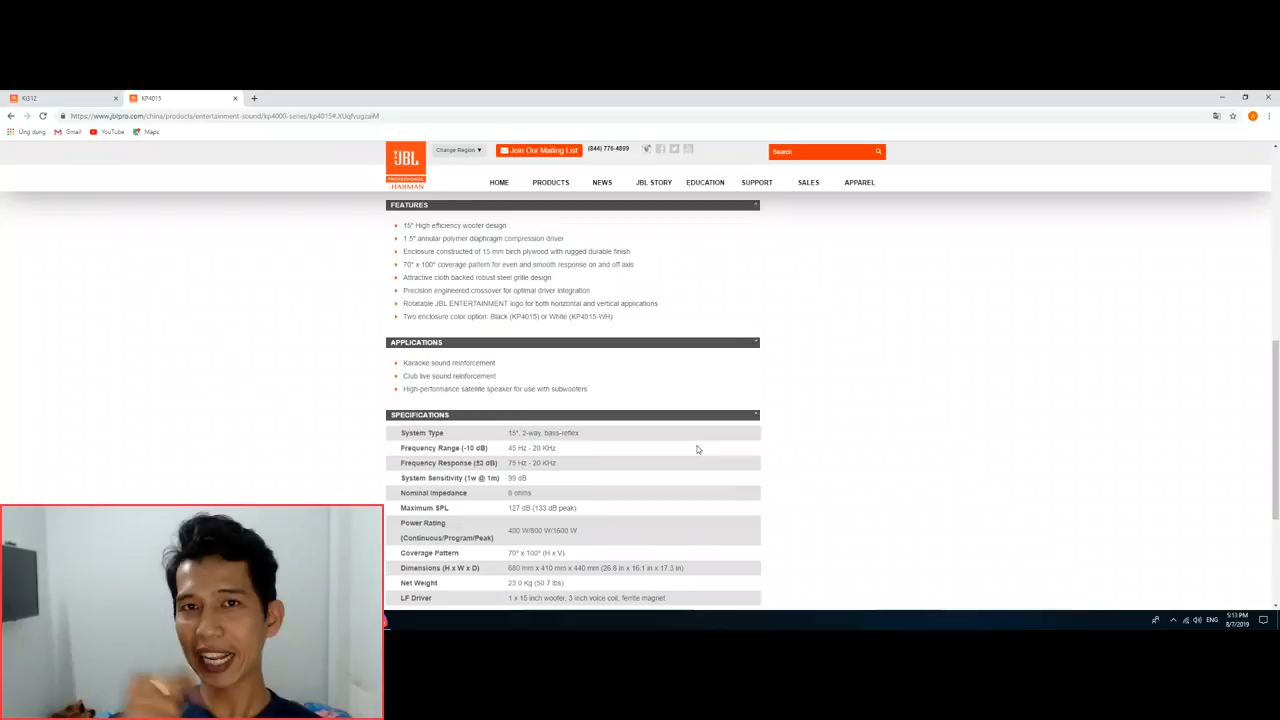 Ki312
KP4015
https://www.jblpro.com/china/products/entertainment-sound/kp4000-series/kp4015#.XUqfvugzaiM
Ứng dụng
Gmail
YouTube
Maps
JBL
PROFESSIONAL
by HARMAN
Change Region ▼
Join Our Mailing List
(844) 776-4899
Search
HOME
PRODUCTS
NEWS
JBL STORY
EDUCATION
SUPPORT
SALES
APPAREL
FEATURES
15" High efficiency woofer design
1.5" annular polymer diaphragm compression driver
Enclosure constructed of 15 mm birch plywood with rugged durable finish
70° x 100° coverage pattern for even and smooth response on and off axis
Attractive cloth backed robust steel grille design
Precision engineered crossover for optimal driver integration
Rotatable JBL ENTERTAINMENT logo for both horizontal and vertical applications
Two enclosure color option: Black (KP4015) or White (KP4015-WH)
APPLICATIONS
Karaoke sound reinforcement
Club live sound reinforcement
High-performance satellite speaker for use with subwoofers
SPECIFICATIONS
System Type 15", 2-way, bass-reflex
Frequency Range (-10 dB) 45 Hz - 20 KHz
Frequency Response (±3 dB) 75 Hz - 20 KHz
System Sensitivity (1w @ 1m) 99 dB
Nominal Impedance 8 ohms
Maximum SPL 127 dB (133 dB peak)
Power Rating
(Continuous/Program/Peak) 400 W/800 W/1600 W
Coverage Pattern 70° x 100° (H x V)
Dimensions (H x W x D) 680 mm x 410 mm x 440 mm (26.8 in x 16.1 in x 17.3 in)
Net Weight 23.0 Kg (50.7 lbs)
LF Driver 1 x 15 inch woofer, 3 inch voice coil, ferrite magnet
ENG
5:13 PM
8/7/2019